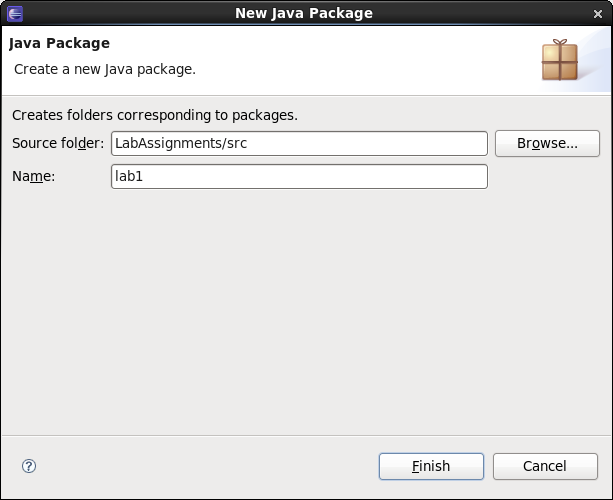 New Java Package
Java Package
Create a new Java package.
Creates folders corresponding to packages.
Source folder: LabAssignments/src Browse...
Name: lab1
?
Finish Cancel